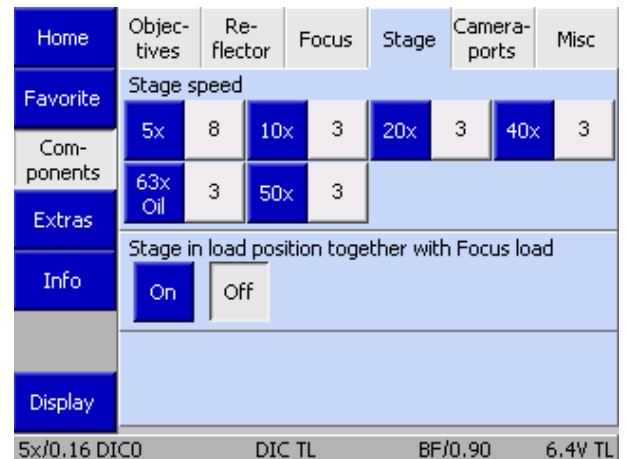 Home
Favorite
Com-
ponents
Extras
Info
Display
Objec-
tives
Re-
flector
Focus
Stage
Camera-
ports
Misc
Stage speed
5x 8 10x 3 20x 3 40x 3
63x
Oil 3 50x 3
Stage in load position together with Focus load
On Off
5x/0.16 DIC0 DIC TL BF/0.90 6.4V TL